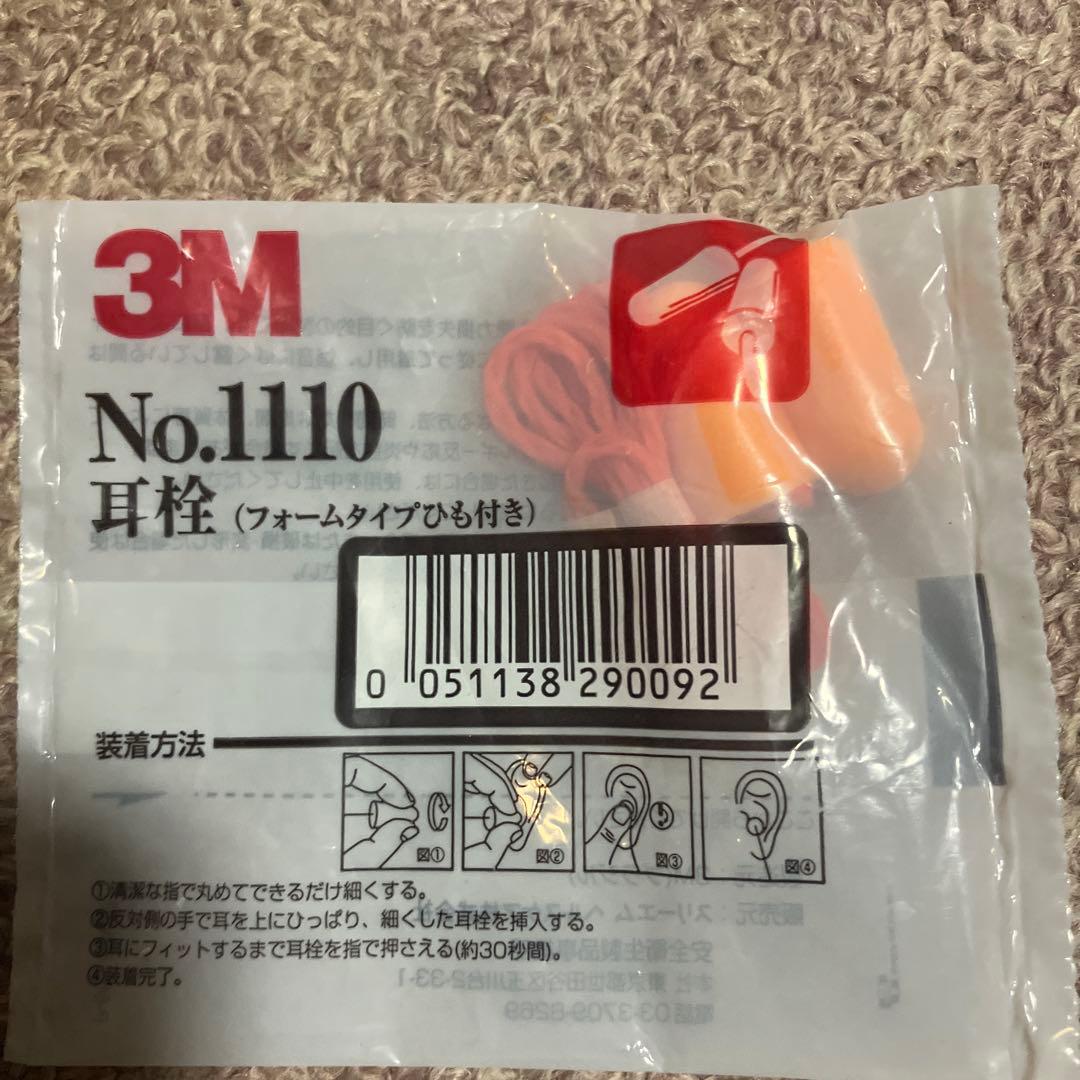 3M
No.1110
耳栓 (フォームタイプひも付き)
0 051138 290092
装着方法
図① 図② 図③ 図④
①清潔な指で丸めてできるだけ細くする。
②反対側の手で耳を上にひっぱり、細くした耳栓を挿入する。
③耳にフィットするまで耳栓を指で押さえる(約30秒間)。
④装着完了。